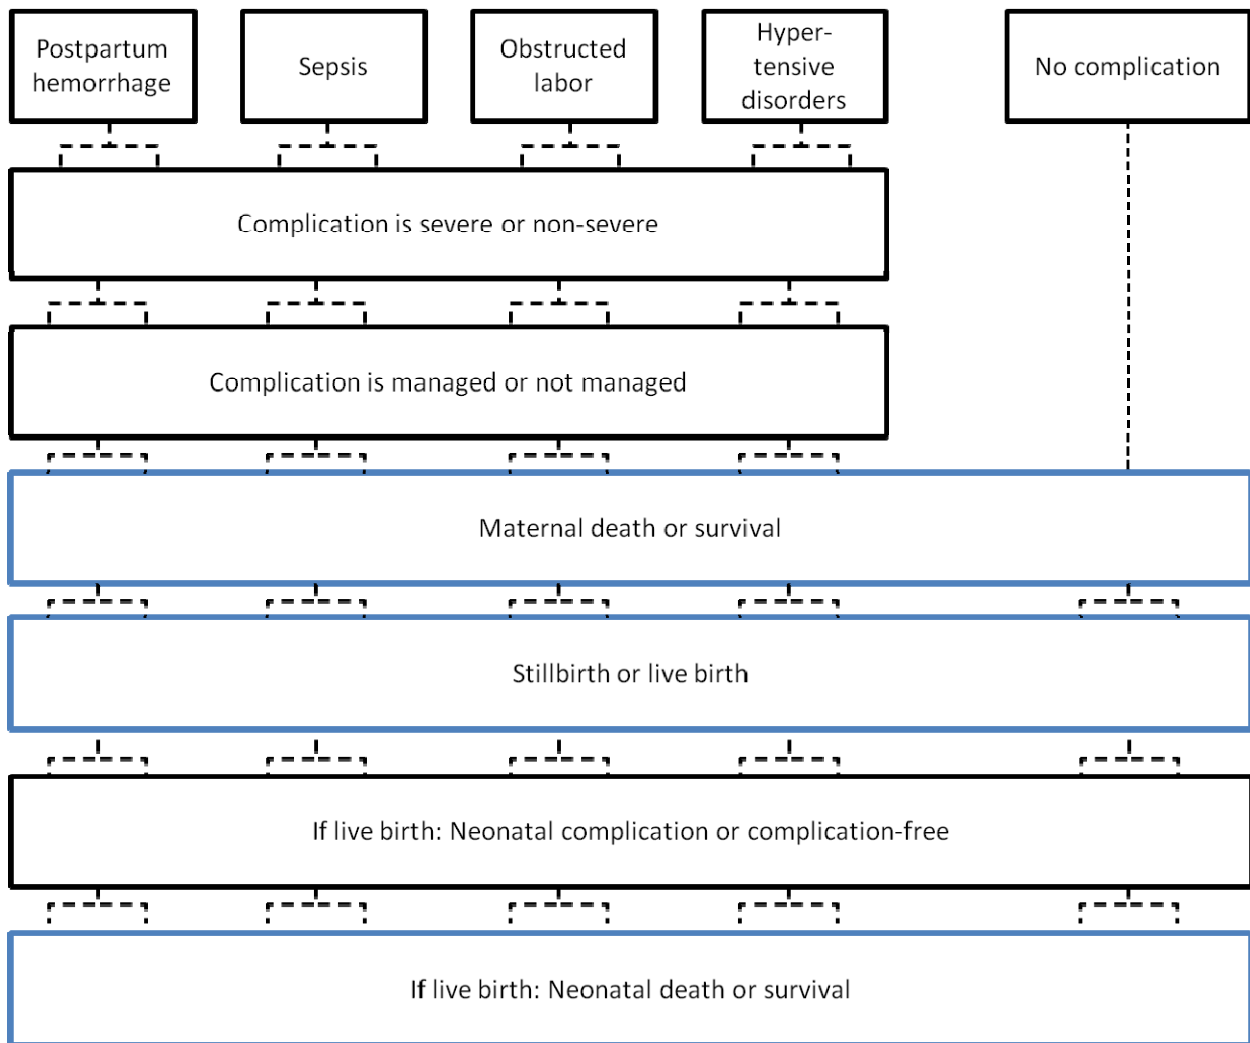 Postpartum
hemorrhage
Sepsis
Obstructed
labor
Hyper-
tensive
disorders
No complication
Complication is severe or non-severe
Complication is managed or not managed
Maternal death or survival
Stillbirth or live birth
If live birth: Neonatal complication or complication-free
If live birth: Neonatal death or survival